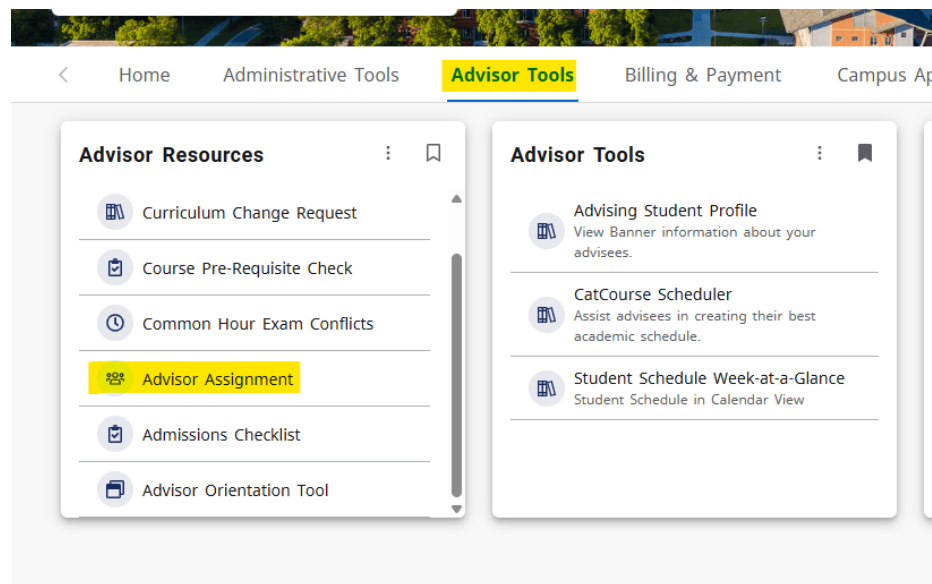 Home Administrative Tools Advisor Tools Billing & Payment Campus Ap
Advisor Resources
Curriculum Change Request
Course Pre-Requisite Check
Common Hour Exam Conflicts
Advisor Assignment
Admissions Checklist
Advisor Orientation Tool
Advisor Tools
Advising Student Profile
View Banner information about your
advisees.
CatCourse Scheduler
Assist advisees in creating their best
academic schedule.
Student Schedule Week-at-a-Glance
Student Schedule in Calendar View